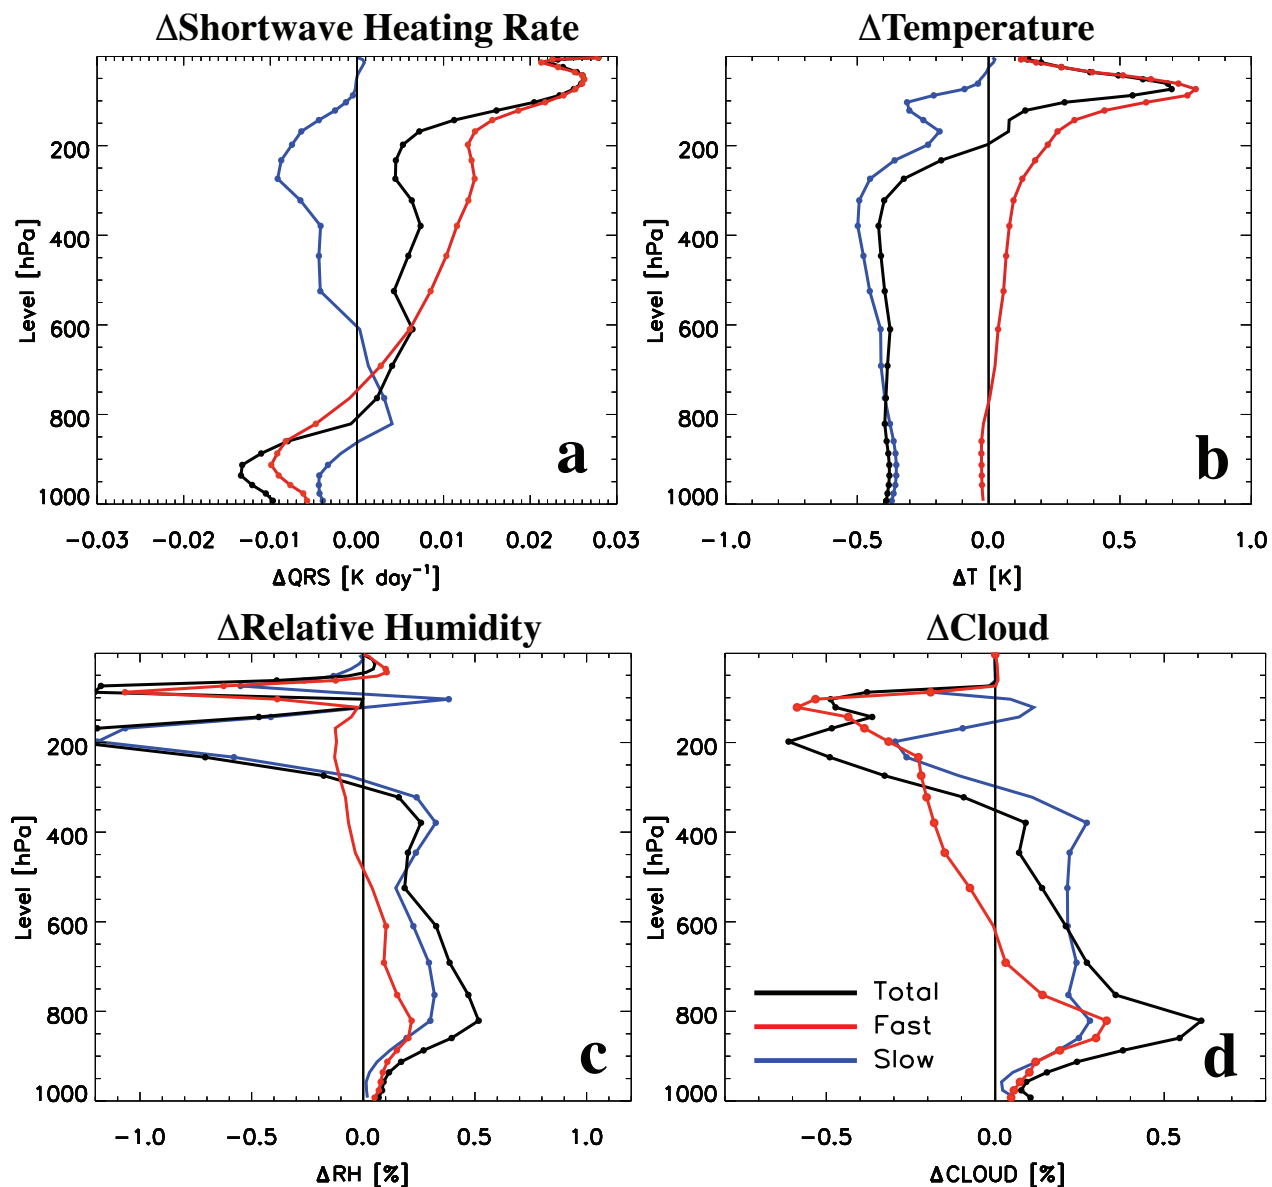 ΔShortwave Heating Rate
200
400
600
800
1000
Level [hPa]
a
-0.03 -0.02 -0.01 0.00 0.01 0.02 0.03
ΔQRS [K day⁻¹]
ΔTemperature
200
400
600
800
1000
Level [hPa]
b
-1.0 -0.5 0.0 0.5 1.0
ΔT [K]
ΔRelative Humidity
200
400
600
800
1000
Level [hPa]
c
-1.0 -0.5 0.0 0.5 1.0
ΔRH [%]
ΔCloud
200
400
600
800
1000
Level [hPa]
Total
Fast
Slow
d
-0.5 0.0 0.5
ΔCLOUD [%]